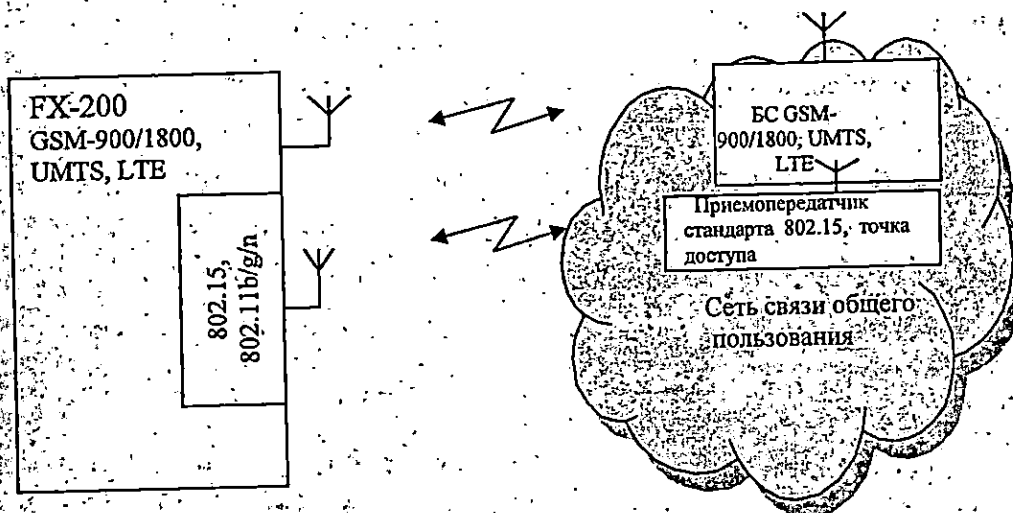 FX-200
GSM-900/1800,
UMTS, LTE
802.15,
802.11b/g/n
БС GSM-
900/1800; UMTS,
LTE
Приемопередатчик
стандарта 802.15, точка
доступа
Сеть связи общего
пользования